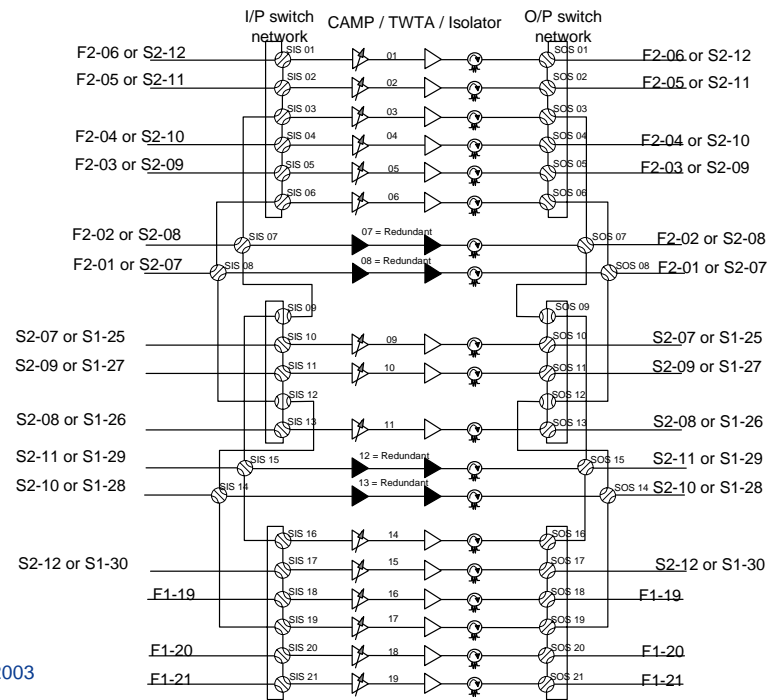 I/P switch network CAMP / TWTA / Isolator O/P switch network
F2-06 or S2-12 SIS 01 01 SOS 01 F2-06 or S2-12
F2-05 or S2-11 SIS 02 02 SOS 02 F2-05 or S2-11
SIS 03 03 SOS 03
F2-04 or S2-10 SIS 04 04 SOS 04 F2-04 or S2-10
F2-03 or S2-09 SIS 05 05 SOS 05 F2-03 or S2-09
SIS 06 06 SOS 06
F2-02 or S2-08 SIS 07 07 = Redundant SOS 07 F2-02 or S2-08
F2-01 or S2-07 SIS 08 08 = Redundant SOS 08 F2-01 or S2-07
SIS 09 SOS 09
S2-07 or S1-25 SIS 10 09 SOS 10 S2-07 or S1-25
S2-09 or S1-27 SIS 11 10 SOS 11 S2-09 or S1-27
SIS 12 SOS 12
S2-08 or S1-26 SIS 13 11 SOS 13 S2-08 or S1-26
S2-11 or S1-29 SIS 15 12 = Redundant SOS 15 S2-11 or S1-29
S2-10 or S1-28 SIS 14 13 = Redundant SOS 14 S2-10 or S1-28
SIS 16 14 SOS 16
S2-12 or S1-30 SIS 17 15 SOS 17 S2-12 or S1-30
F1-19 SIS 18 16 SOS 18 F1-19
SIS 19 17 SOS 19
F1-20 SIS 20 18 SOS 20 F1-20
F1-21 SIS 21 19 SOS 21 F1-21